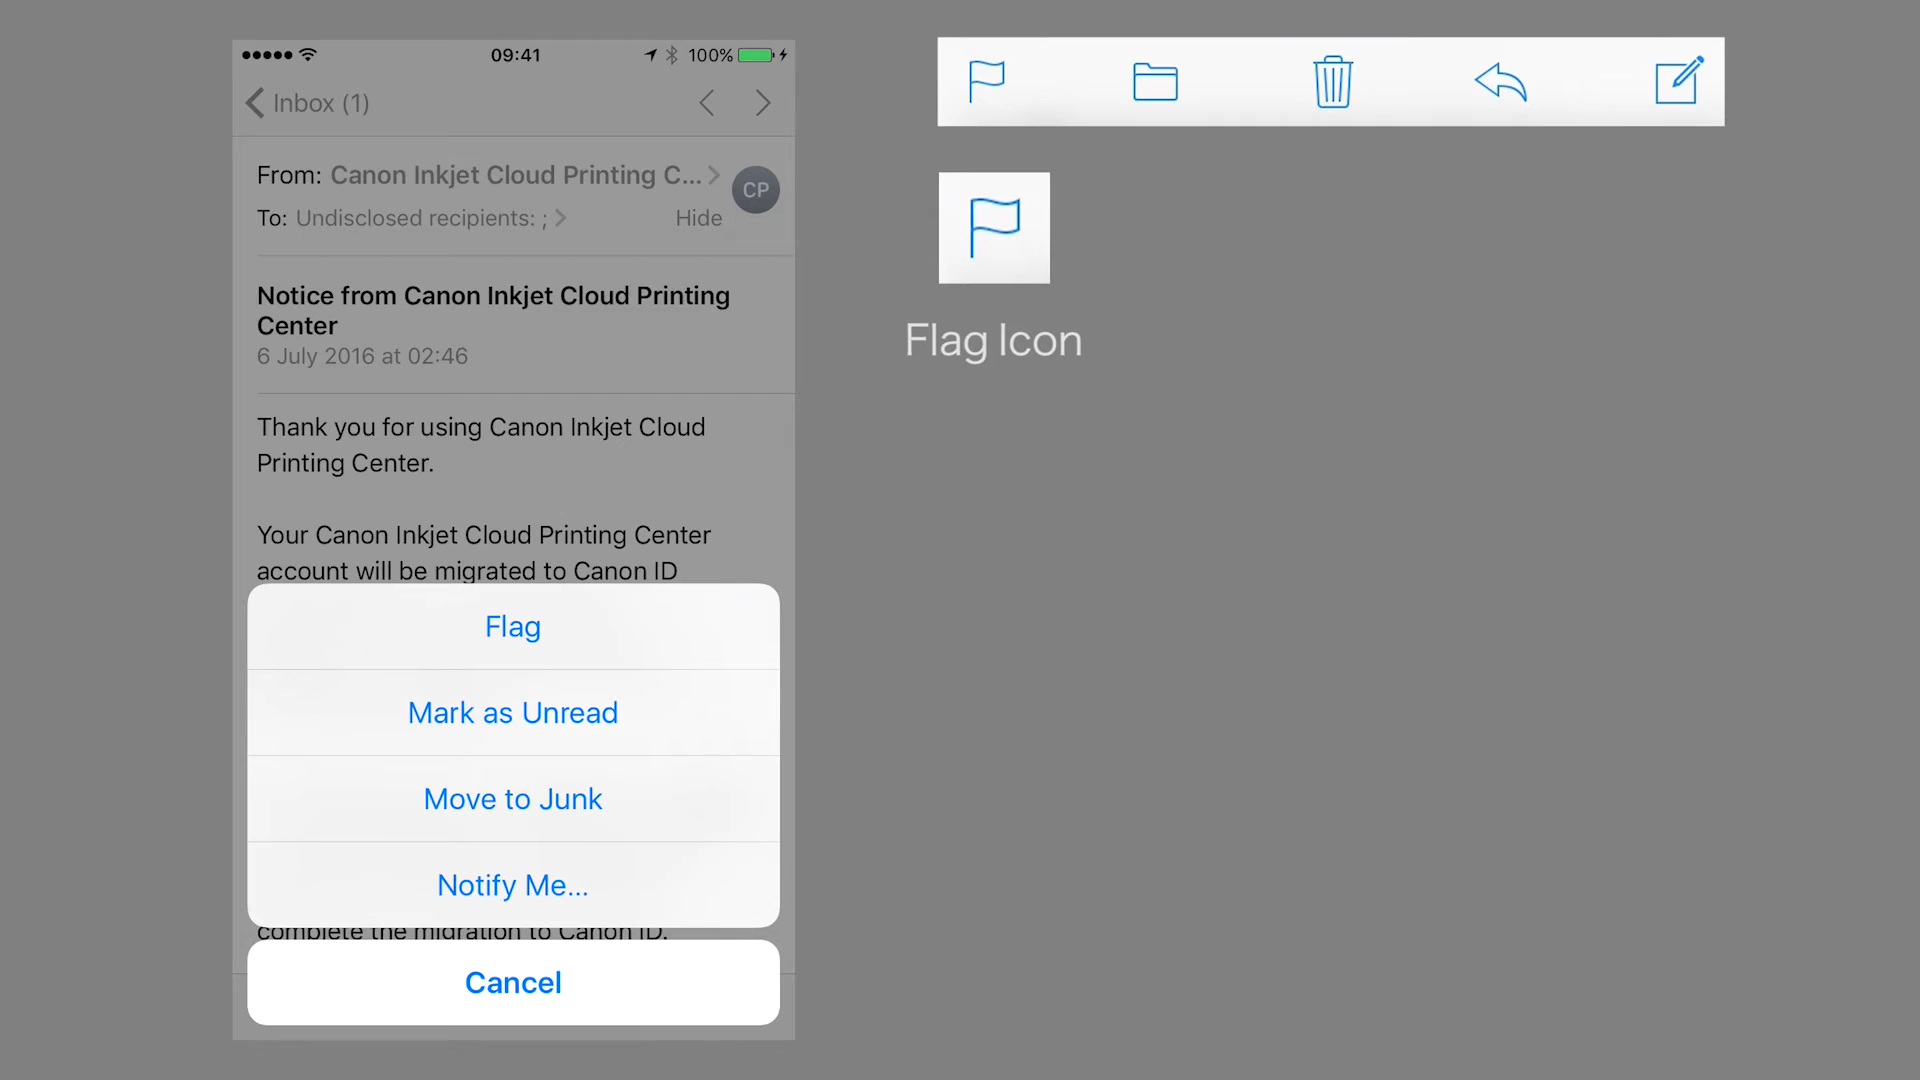 09:41
100%
Inbox (1)
From: Canon Inkjet Cloud Printing C...
CP
To: Undisclosed recipients: ;
Hide
Notice from Canon Inkjet Cloud Printing
Center
6 July 2016 at 02:46
Thank you for using Canon Inkjet Cloud
Printing Center.
Your Canon Inkjet Cloud Printing Center
account will be migrated to Canon ID
Flag
Mark as Unread
Move to Junk
Notify Me...
complete the migration to Canon ID.
Cancel
Flag Icon